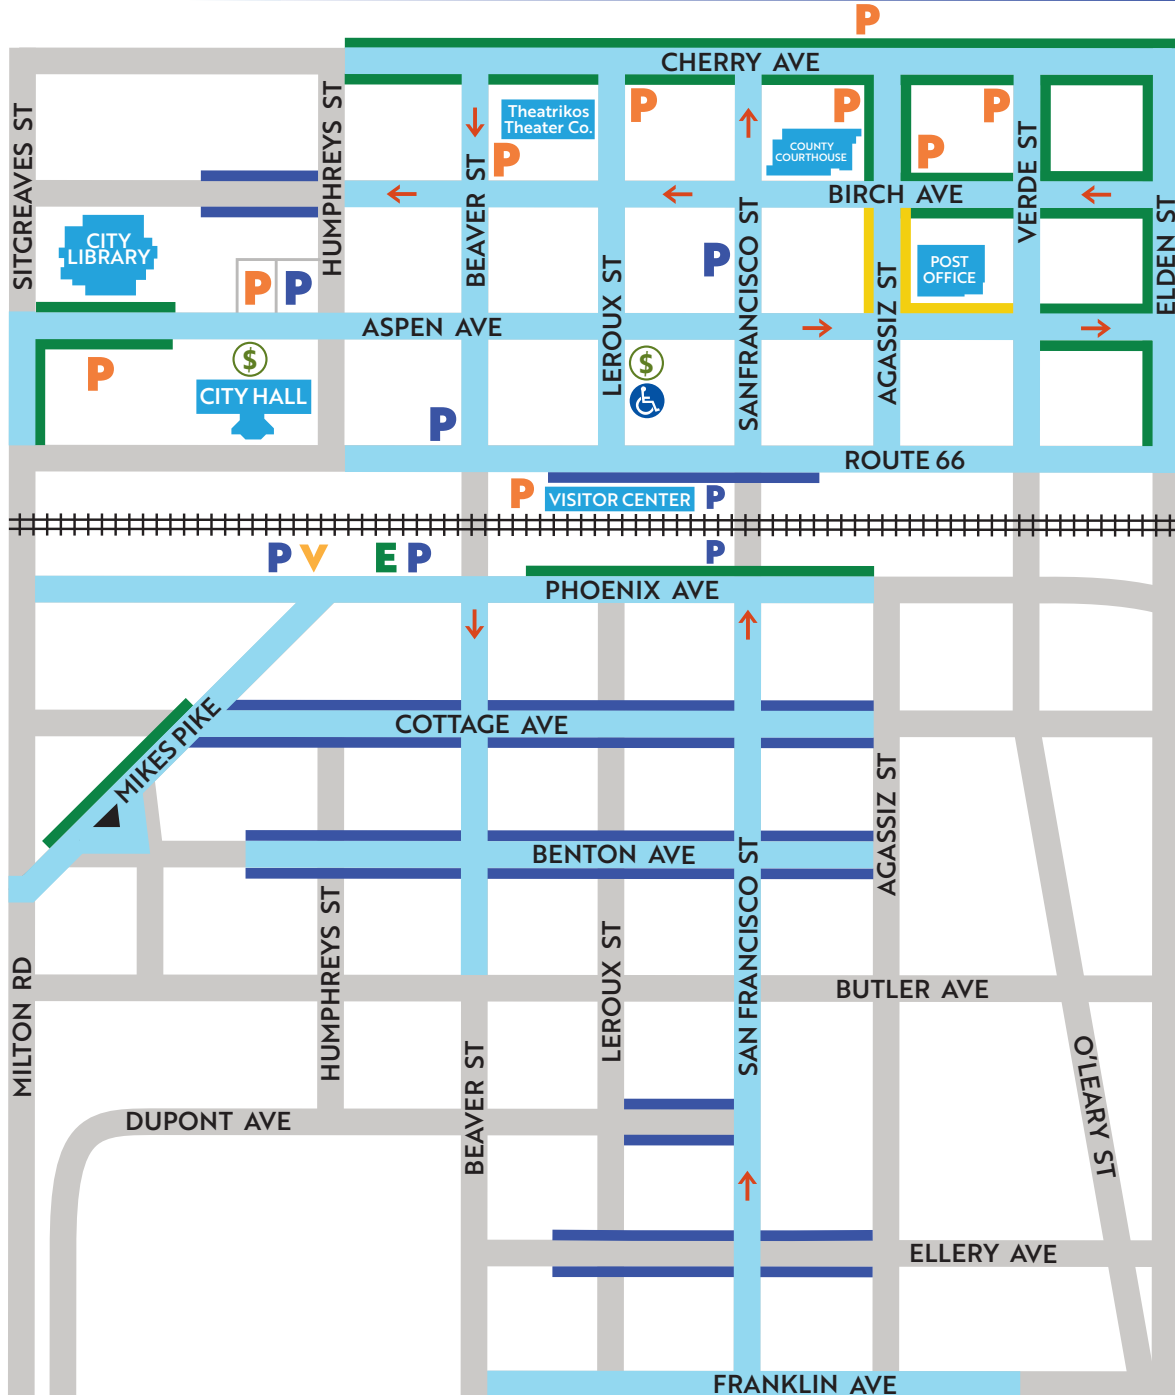 P
CHERRY AVE
SITGREAVES ST
HUMPHREYS ST
Theatrikos
Theater Co.
P
P
P
P
P
COUNTY
COURTHOUSE
BEAVER ST
VERDE ST
BIRCH AVE
ELDEN ST
CITY
LIBRARY
P
P
P
LEROUX ST
SANFRANCISCO ST
AGASSIZ ST
POST
OFFICE
ASPEN AVE
P
$
$
CITY HALL
P
ROUTE 66
P
VISITOR CENTER
P
P
V
E
P
P
PHOENIX AVE
MIKES PIKE
COTTAGE AVE
AGASSIZ ST
BENTON AVE
SAN FRANCISCO ST
HUMPHREYS ST
LEROUX ST
MILTON RD
BUTLER AVE
BEAVER ST
O'LEARY ST
DUPONT AVE
ELLERY AVE
FRANKLIN AVE